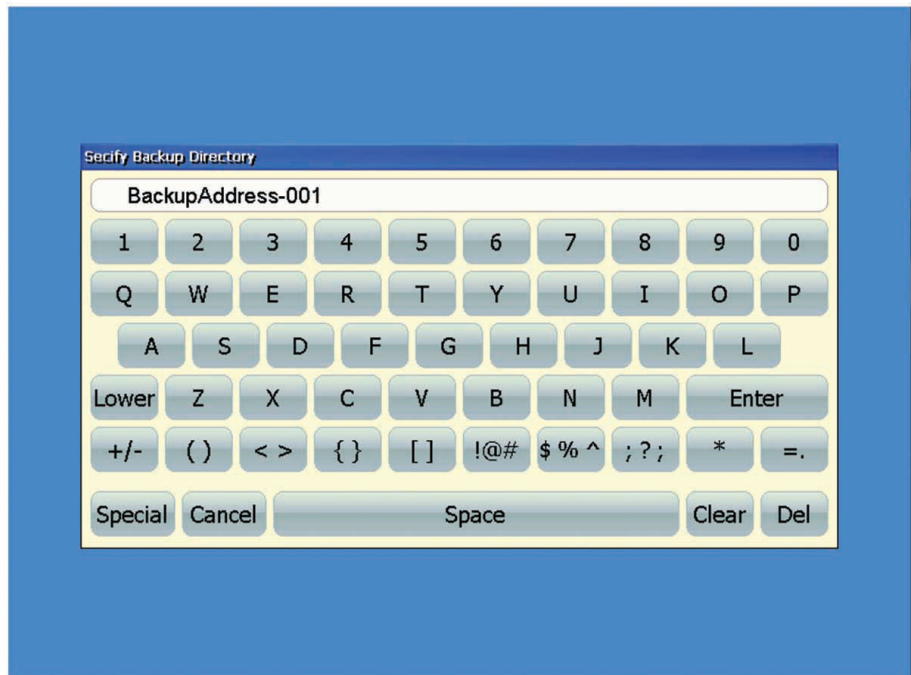 Secify Backup Directory
BackupAddress-001
1 2 3 4 5 6 7 8 9 0
Q W E R T Y U I O P
A S D F G H J K L
Lower Z X C V B N M Enter
+/- ( ) < > { } [ ] !@# $ % ^ ; ? ; * =.
Special Cancel Space Clear Del